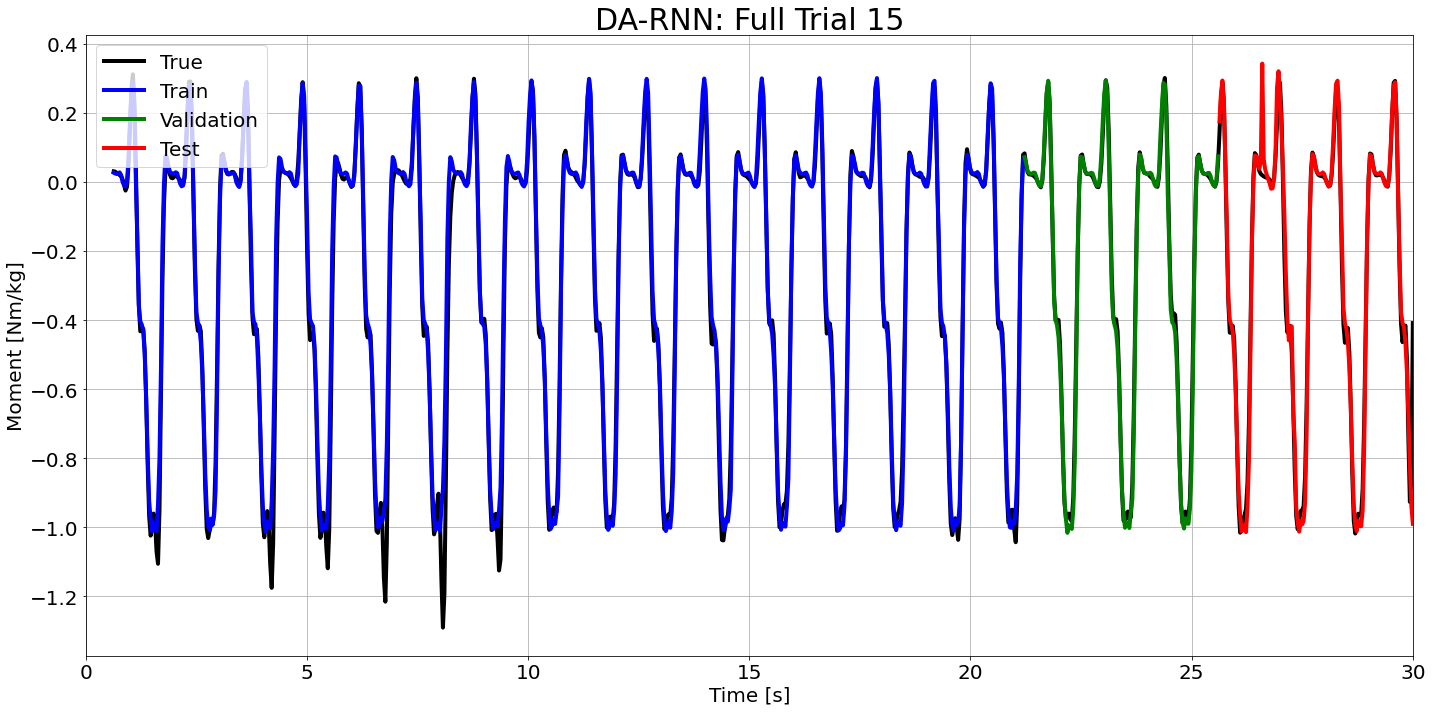 DA-RNN: Full Trial 15
True
Train
Validation
Test
0.4
0.2
0.0
−0.2
−0.4
−0.6
−0.8
−1.0
−1.2
Moment [Nm/kg]
0 5 10 15 20 25 30
Time [s]